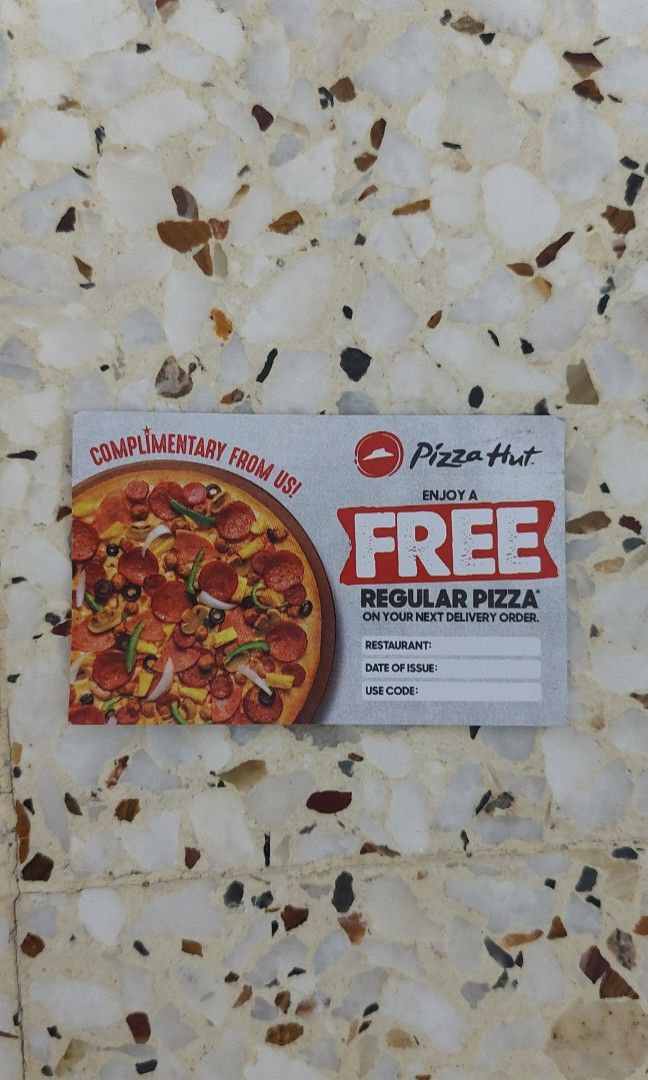 COMPLIMENTARY FROM US!
Pizza Hut
ENJOY A
FREE
REGULAR PIZZA*
ON YOUR NEXT DELIVERY ORDER.
RESTAURANT:
DATE OF ISSUE:
USE CODE: